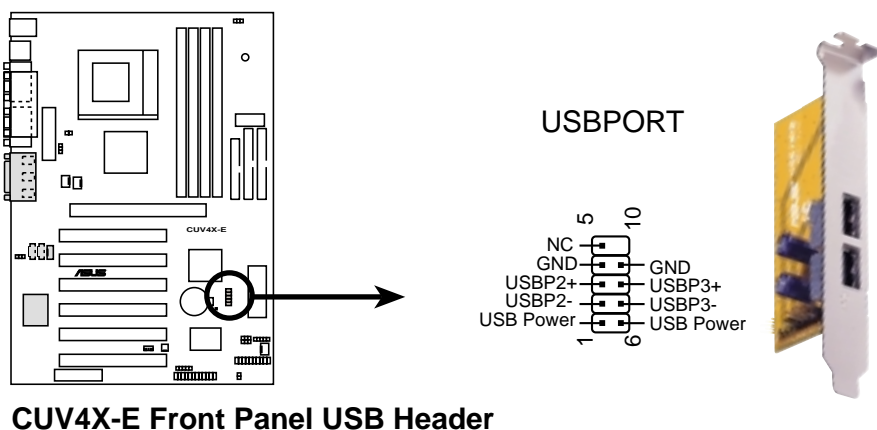 USBPORT
5 10
NC
GND GND
USBP2+ USBP3+
USBP2- USBP3-
USB Power USB Power
1 6
CUV4X-E
ASUS
CUV4X-E Front Panel USB Header